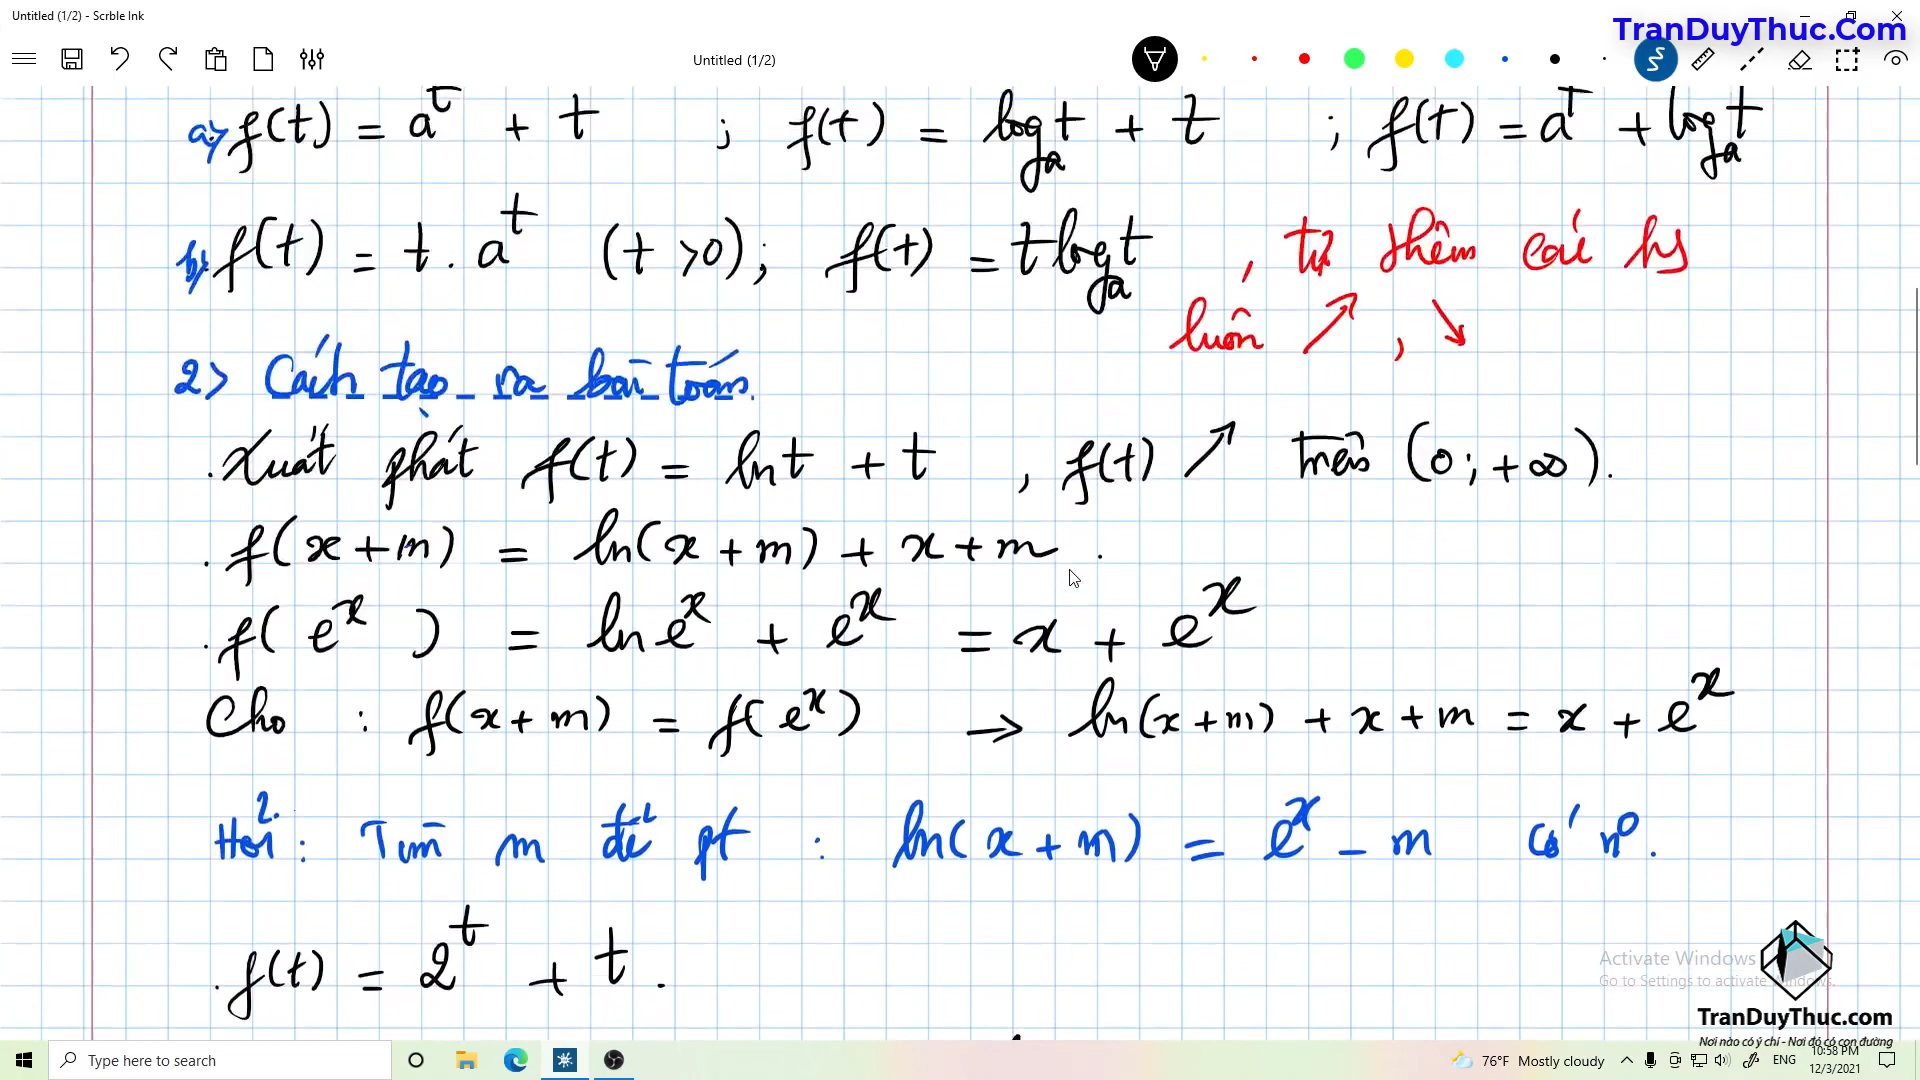 Untitled (1/2) - Scrble Ink
TranDuyThuc.Com
Untitled (1/2)
a> f(t) = a^t + t ; f(t) = log_a t + t ; f(t) = a^t + log_a t
b> f(t) = t . a^t (t > 0); f(t) = t log_a t , tự thêm các hs
luôn ↗ , ↘
2> Cách tạo ra bài toán.
. Xuất phát f(t) = ln t + t , f(t) ↗ trên (0 ; +∞).
. f(x + m) = ln(x + m) + x + m .
. f( e^x ) = ln e^x + e^x = x + e^x
Cho : f(x + m) = f(e^x) → ln(x + m) + x + m = x + e^x
Hỏi : Tìm m để pt : ln(x + m) = e^x - m có n⁰.
. f(t) = 2^t + t .
Activate Windows
Go to Settings to activate Windows.
TranDuyThuc.com
Nơi nào có ý chí - Nơi đó có con đường
Type here to search
76°F Mostly cloudy
ENG
10:58 PM
12/3/2021